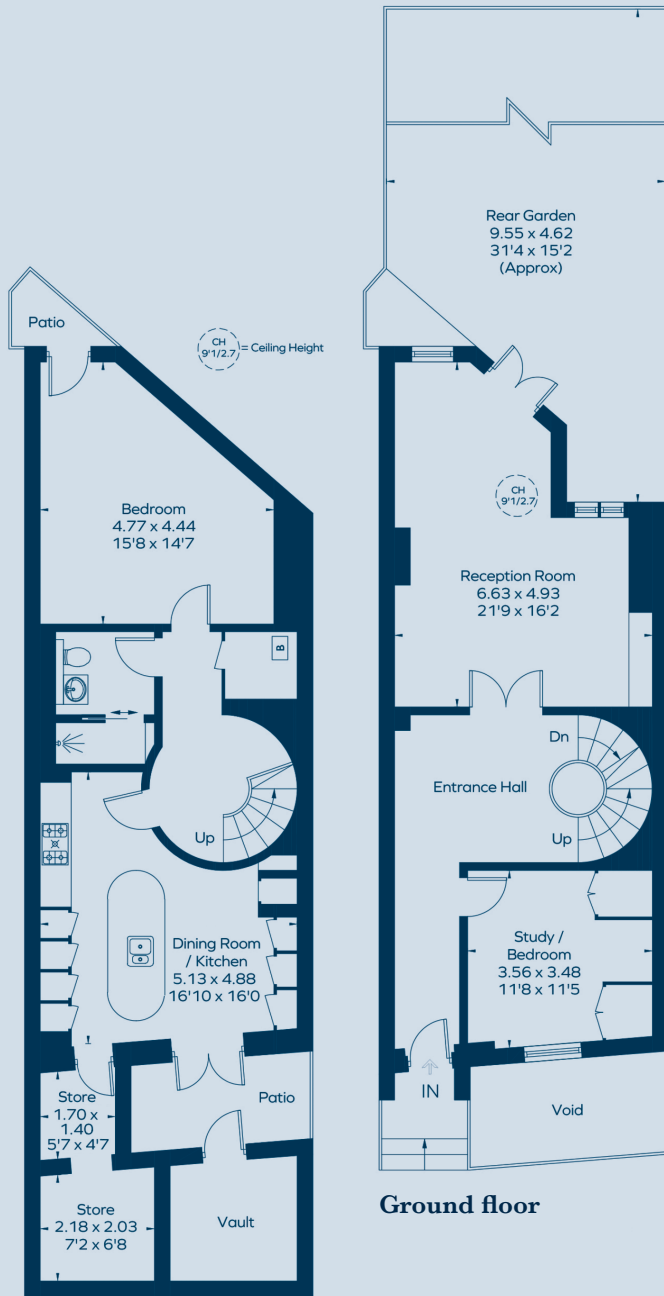 Patio
CH
9'1/2.7
= Ceiling Height
Bedroom
4.77 x 4.44
15'8 x 14'7
B
Up
Dining Room
/ Kitchen
5.13 x 4.88
16'10 x 16'0
Store
1.70 x
1.40
5'7 x 4'7
Patio
Store
2.18 x 2.03
7'2 x 6'8
Vault
Rear Garden
9.55 x 4.62
31'4 x 15'2
(Approx)
CH
9'1/2.7
Reception Room
6.63 x 4.93
21'9 x 16'2
Dn
Entrance Hall
Up
Study /
Bedroom
3.56 x 3.48
11'8 x 11'5
IN
Void
Ground floor